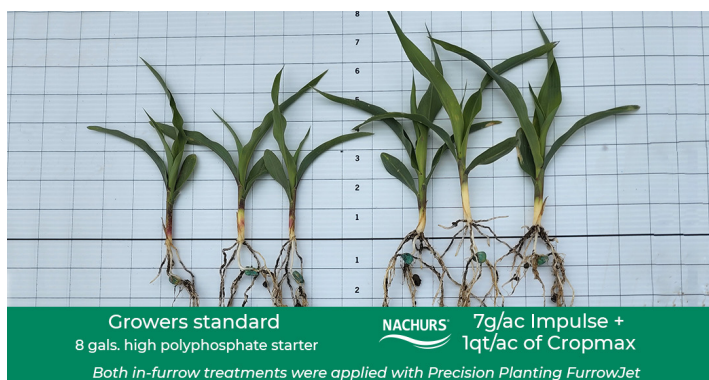 8
7
6
5
3
2
1
1
2
Growers standard
8 gals. high polyphosphate starter
NACHURS®
7g/ac Impulse +
1qt/ac of Cropmax
Both in-furrow treatments were applied with Precision Planting FurrowJet